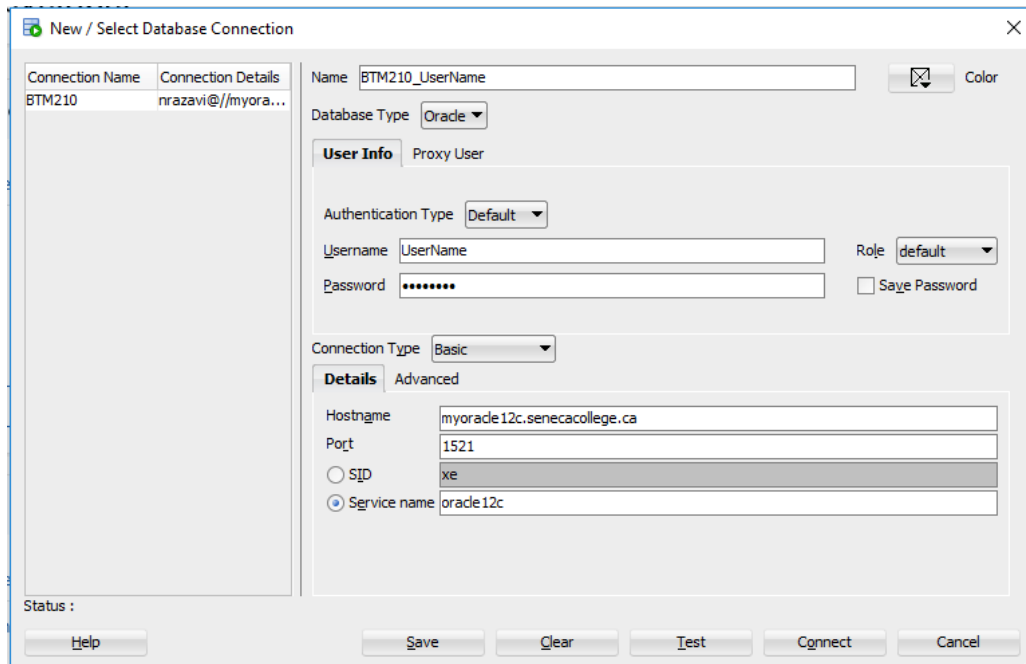 New / Select Database Connection
Connection Name Connection Details
BTM210 nrazavi@//myora...
Name BTM210_UserName Color
Database Type Oracle
User Info Proxy User
Authentication Type Default
Username UserName Role default
Password •••••••• Save Password
Connection Type Basic
Details Advanced
Hostname myorade12c.senecacollege.ca
Port 1521
SID xe
Service name orade12c
Status :
Help Save Clear Test Connect Cancel